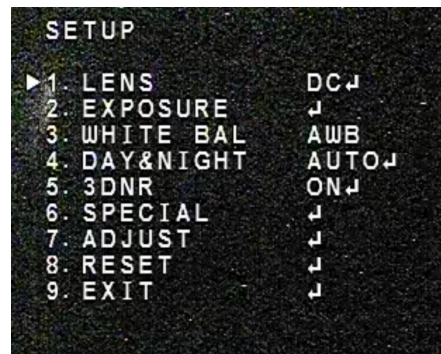 SETUP
▶1. LENS DC↲
2. EXPOSURE ↲
3. WHITE BAL AWB
4. DAY&NIGHT AUTO↲
5. 3DNR ON↲
6. SPECIAL ↲
7. ADJUST ↲
8. RESET ↲
9. EXIT ↲